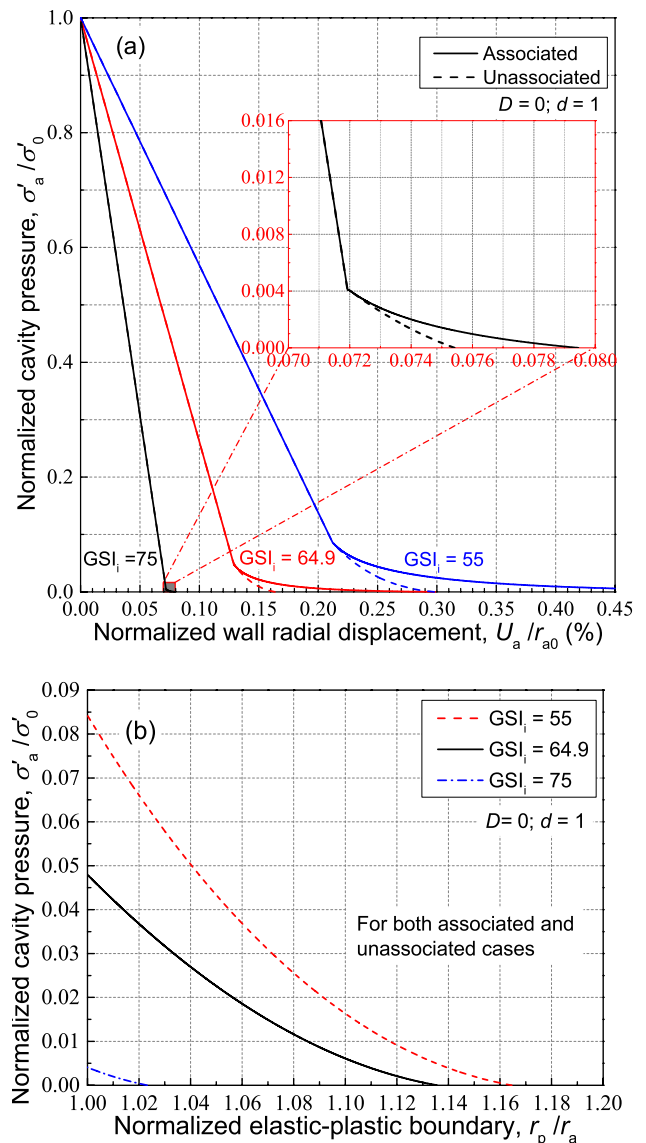 (a)
Associated
Unassociated
D = 0; d = 1
Normalized cavity pressure, σ′a /σ′0
1.0
0.8
0.6
0.4
0.2
0.0
0.016
0.012
0.008
0.004
0.000
0.070 0.072 0.074 0.076 0.078 0.080
GSIi =75
GSIi = 64.9
GSIi = 55
0.00 0.05 0.10 0.15 0.20 0.25 0.30 0.35 0.40 0.45
Normalized wall radial displacement, Ua /ra0 (%)
(b)
GSIi = 55
GSIi = 64.9
GSIi = 75
D= 0; d = 1
For both associated and
unassociated cases
Normalized cavity pressure, σ′a /σ′0
0.09
0.08
0.07
0.06
0.05
0.04
0.03
0.02
0.01
0.00
1.00 1.02 1.04 1.06 1.08 1.10 1.12 1.14 1.16 1.18 1.20
Normalized elastic-plastic boundary, rp /ra